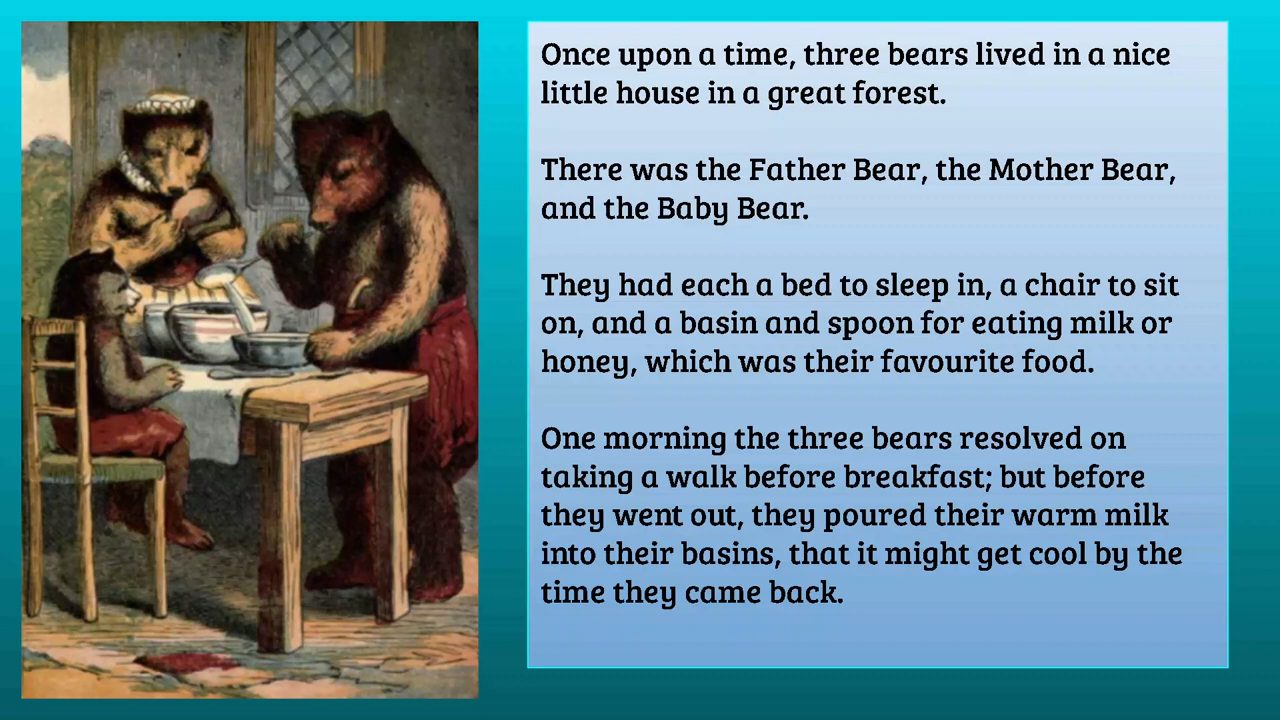 Once upon a time, three bears lived in a nice
little house in a great forest.
There was the Father Bear, the Mother Bear,
and the Baby Bear.
They had each a bed to sleep in, a chair to sit
on, and a basin and spoon for eating milk or
honey, which was their favourite food.
One morning the three bears resolved on
taking a walk before breakfast; but before
they went out, they poured their warm milk
into their basins, that it might get cool by the
time they came back.